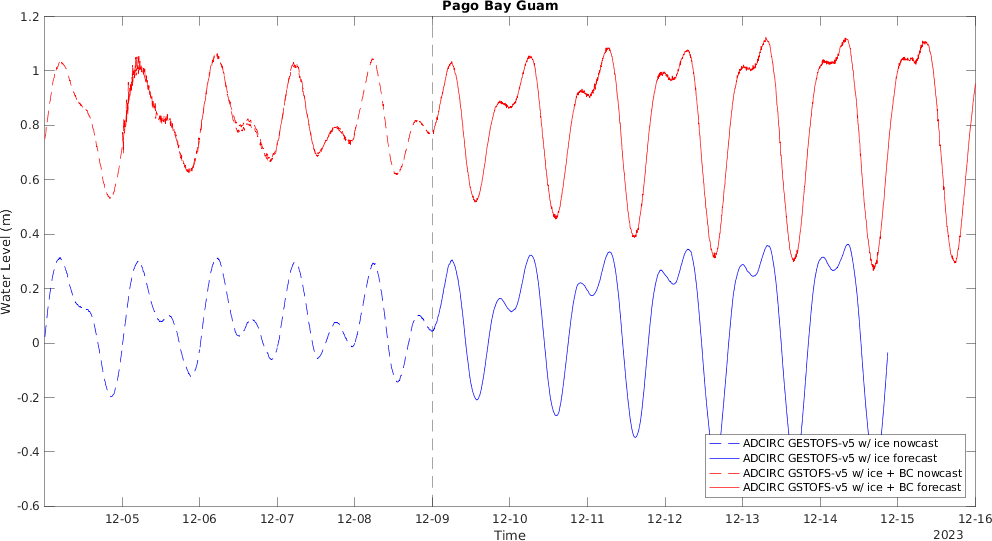 Pago Bay Guam
1.2
1
0.8
0.6
0.4
0.2
0
-0.2
-0.4
-0.6
Water Level (m)
ADCIRC GESTOFS-v5 w/ ice nowcast
ADCIRC GESTOFS-v5 w/ ice forecast
ADCIRC GSTOFS-v5 w/ ice + BC nowcast
ADCIRC GSTOFS-v5 w/ ice + BC forecast
12-05 12-06 12-07 12-08 12-09 12-10 12-11 12-12 12-13 12-14 12-15 12-16
Time
2023